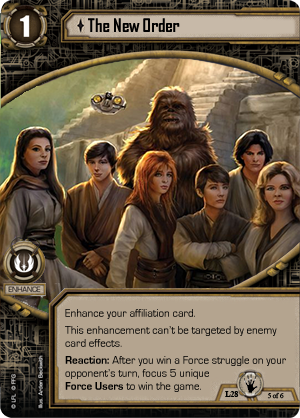 1
The New Order
ENHANCE
Enhance your affiliation card.
This enhancement can't be targeted by enemy
card effects.
Reaction: After you win a Force struggle on your
opponent's turn, focus 5 unique
Force Users to win the game.
L28
5 of 6
© LFL © FFG